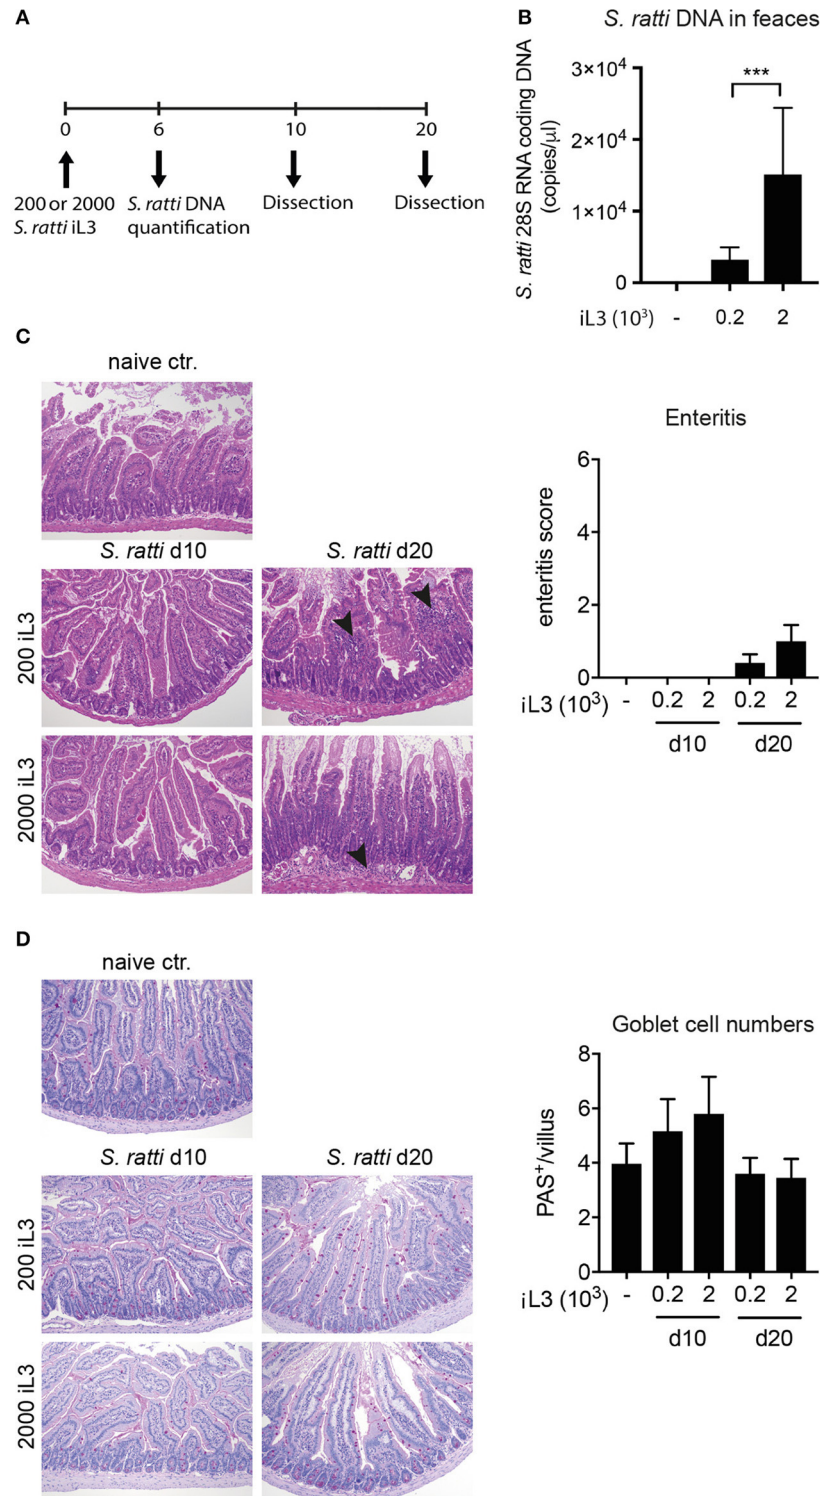 A
0
6
10
20
200 or 2000
S. ratti iL3
S. ratti DNA
quantification
Dissection
Dissection
B
S. ratti DNA in feaces
S. ratti 28S RNA coding DNA
(copies/µl)
3×10⁴
2×10⁴
1×10⁴
0
***
iL3 (10³)
-
0.2
2
C
naive ctr.
S. ratti d10
S. ratti d20
200 iL3
2000 iL3
Enteritis
enteritis score
6
4
2
0
iL3 (10³)
-
0.2
2
0.2
2
d10
d20
D
naive ctr.
S. ratti d10
S. ratti d20
200 iL3
2000 iL3
Goblet cell numbers
PAS⁺/villus
8
6
4
2
0
iL3 (10³)
-
0.2
2
0.2
2
d10
d20